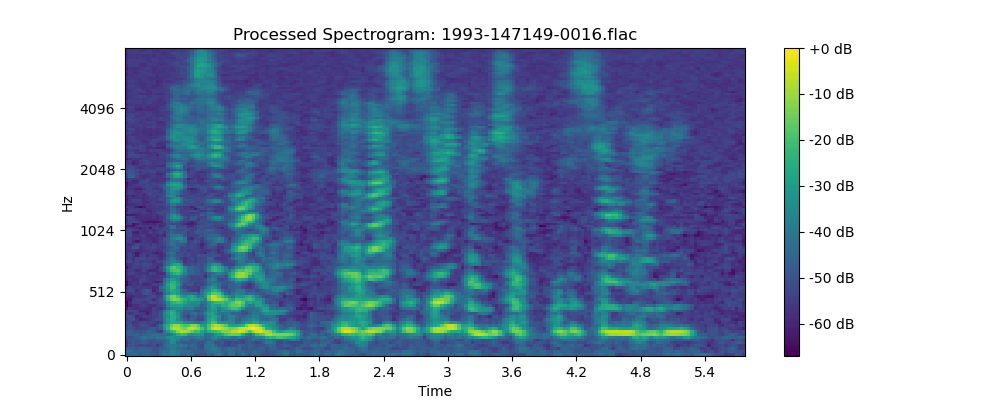 Processed Spectrogram: 1993-147149-0016.flac
+0 dB
4096
-10 dB
-20 dB
2048
-30 dB
Hz
1024
-40 dB
512
-50 dB
-60 dB
0
0 0.6 1.2 1.8 2.4 3 3.6 4.2 4.8 5.4
Time